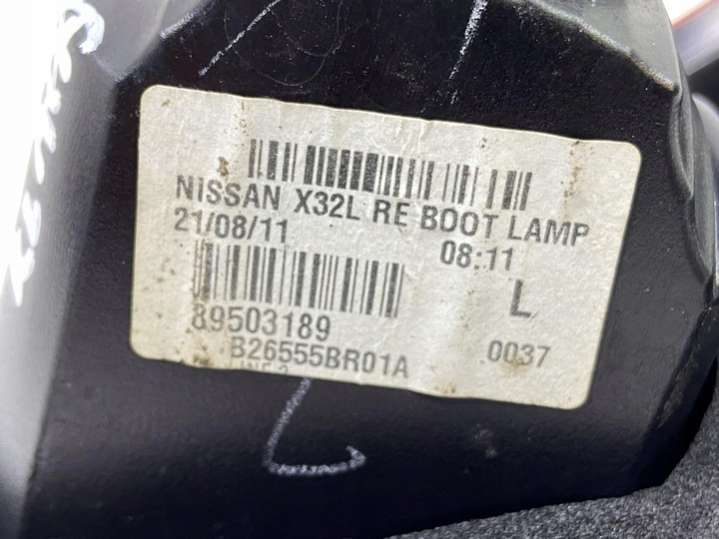 NISSAN X32L RE BOOT LAMP
21/08/11 08:11
L
89503189
B26555BR01A 0037